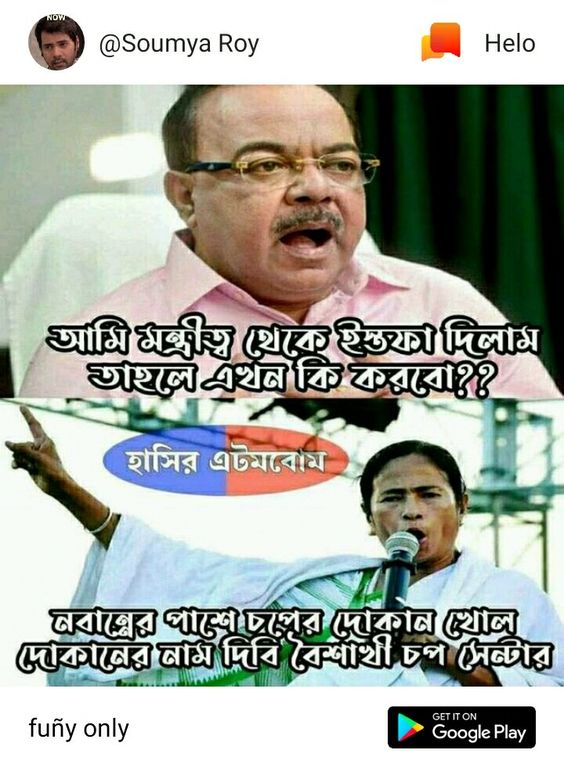 NOW
@Soumya Roy
Helo
আমি মন্ত্রীত্ব থেকে ইস্তফা দিলাম
তাহলে এখন কি করবো??
হাসির এটমবোম
নবান্নের পাশে চপের দোকান খোল
দোকানের নাম দিবি বৈশাখী চপ সেন্টার
fuñy only
GET IT ON
Google Play